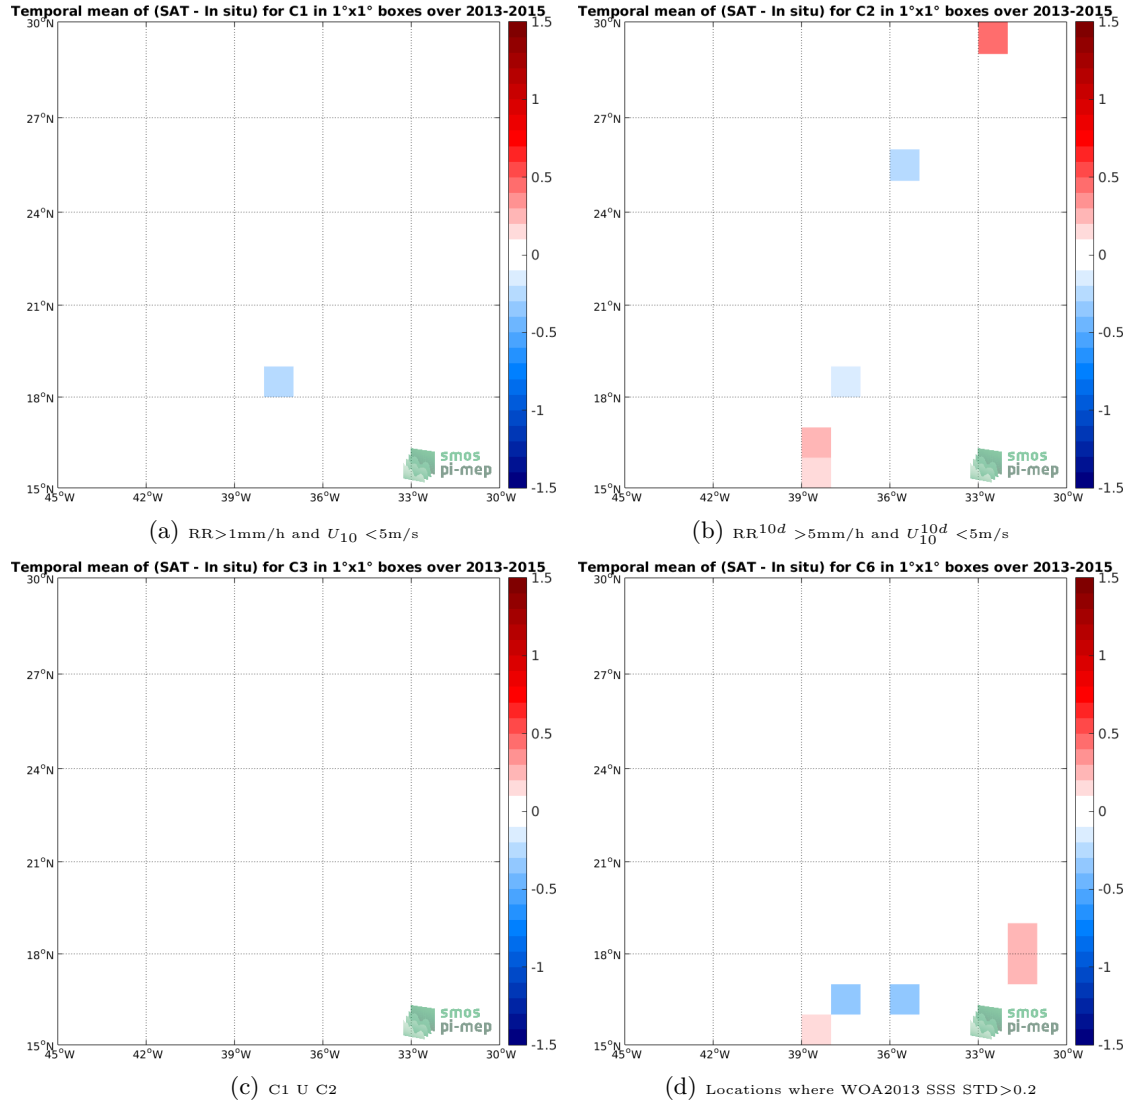 Temporal mean of (SAT - In situ) for C1 in 1°x1° boxes over 2013-2015
30°N
27°N
24°N
21°N
18°N
15°N
45°W 42°W 39°W 36°W 33°W 30°W
1.5
1
0.5
0
-0.5
-1
-1.5
smos
pi-mep
(a) RR>1mm/h and U10 <5m/s
Temporal mean of (SAT - In situ) for C2 in 1°x1° boxes over 2013-2015
30°N
27°N
24°N
21°N
18°N
15°N
45°W 42°W 39°W 36°W 33°W 30°W
1.5
1
0.5
0
-0.5
-1
-1.5
smos
pi-mep
(b) RR^10d >5mm/h and U10^10d <5m/s
Temporal mean of (SAT - In situ) for C3 in 1°x1° boxes over 2013-2015
30°N
27°N
24°N
21°N
18°N
15°N
45°W 42°W 39°W 36°W 33°W 30°W
1.5
1
0.5
0
-0.5
-1
-1.5
smos
pi-mep
(c) C1 U C2
Temporal mean of (SAT - In situ) for C6 in 1°x1° boxes over 2013-2015
30°N
27°N
24°N
21°N
18°N
15°N
45°W 42°W 39°W 36°W 33°W 30°W
1.5
1
0.5
0
-0.5
-1
-1.5
smos
pi-mep
(d) Locations where WOA2013 SSS STD>0.2